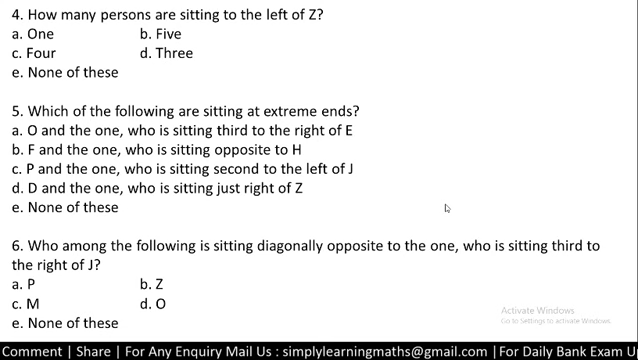 4. How many persons are sitting to the left of Z?
a. One b. Five
c. Four d. Three
e. None of these
5. Which of the following are sitting at extreme ends?
a. O and the one, who is sitting third to the right of E
b. F and the one, who is sitting opposite to H
c. P and the one, who is sitting second to the left of J
d. D and the one, who is sitting just right of Z
e. None of these
6. Who among the following is sitting diagonally opposite to the one, who is sitting third to
the right of J?
a. P b. Z
c. M d. O
e. None of these
Activate Windows
Go to Settings to activate Windows.
Comment | Share | For Any Enquiry Mail Us : simplylearningmaths@gmail.com |For Daily Bank Exam U